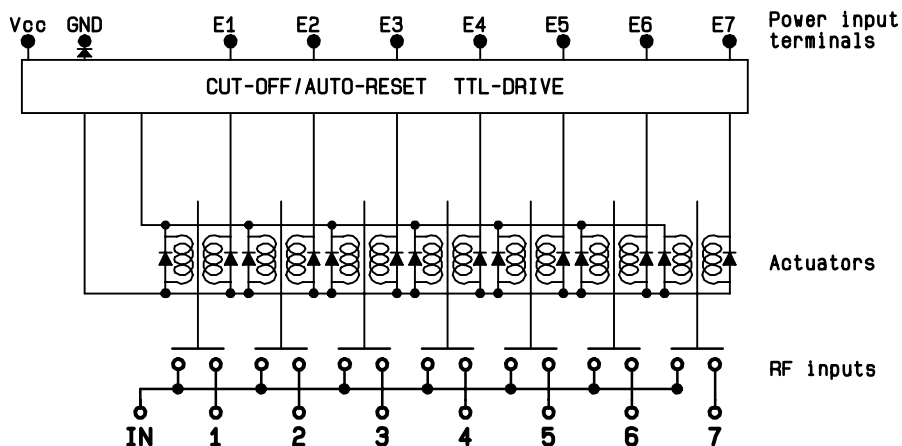 Vcc GND E1 E2 E3 E4 E5 E6 E7 Power input
terminals
CUT-OFF/AUTO-RESET TTL-DRIVE
Actuators
RF inputs
IN 1 2 3 4 5 6 7